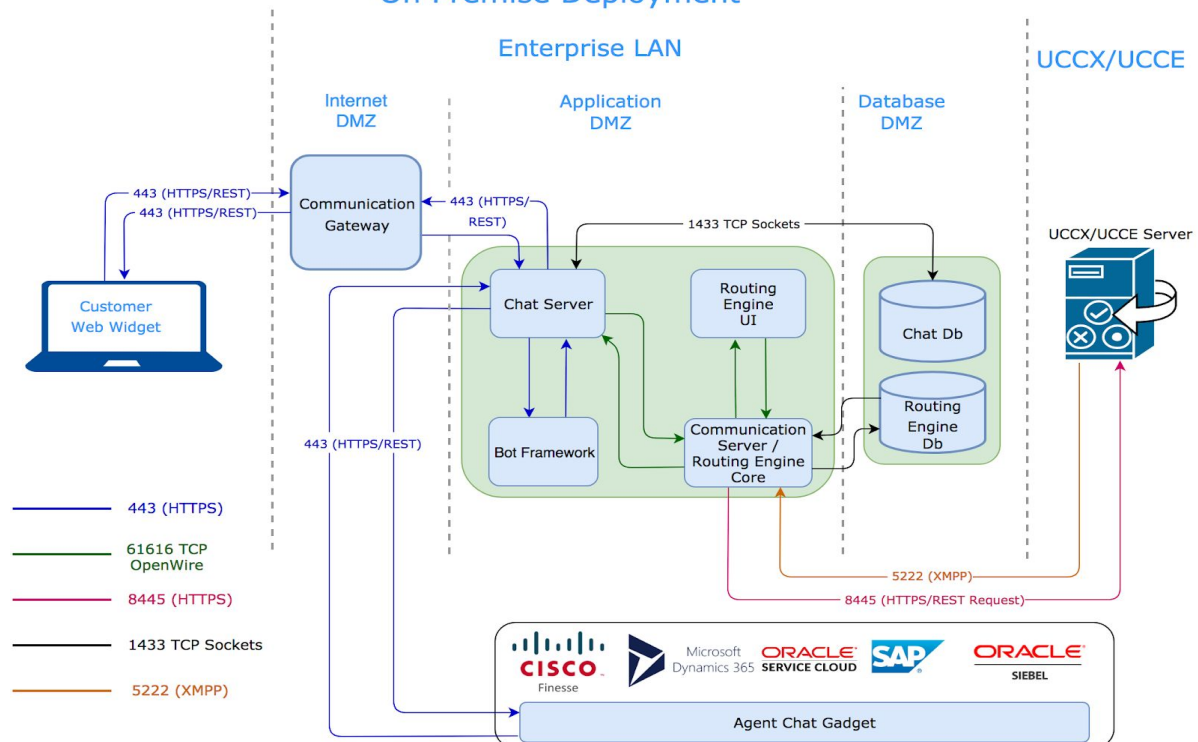 On Premise Deployment
Enterprise LAN
UCCX/UCCE
Internet
DMZ
Application
DMZ
Database
DMZ
Communication
Gateway
443 (HTTPS/REST)
443 (HTTPS/REST)
443 (HTTPS/
REST)
1433 TCP Sockets
UCCX/UCCE Server
Customer
Web Widget
Chat Server
Routing
Engine
UI
Chat Db
Routing
Engine
Db
443 (HTTPS/REST)
Bot Framework
Communication
Server /
Routing Engine
Core
443 (HTTPS)
61616 TCP
OpenWire
8445 (HTTPS)
1433 TCP Sockets
5222 (XMPP)
5222 (XMPP)
8445 (HTTPS/REST Request)
CISCO
Finesse
Microsoft
Dynamics 365
ORACLE
SERVICE CLOUD
SAP
ORACLE
SIEBEL
Agent Chat Gadget